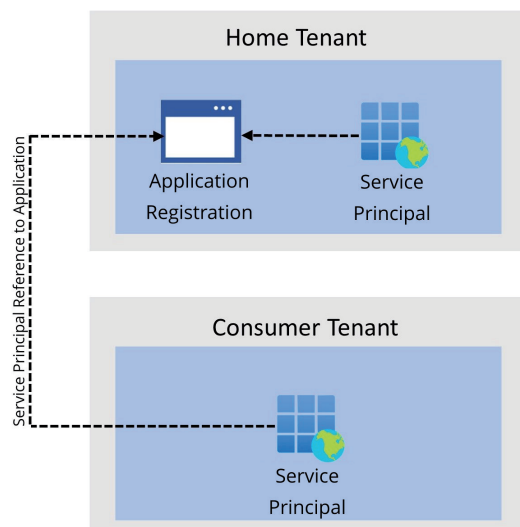 Home Tenant
Application
Registration
Service
Principal
Service Principal Reference to Application
Consumer Tenant
Service
Principal